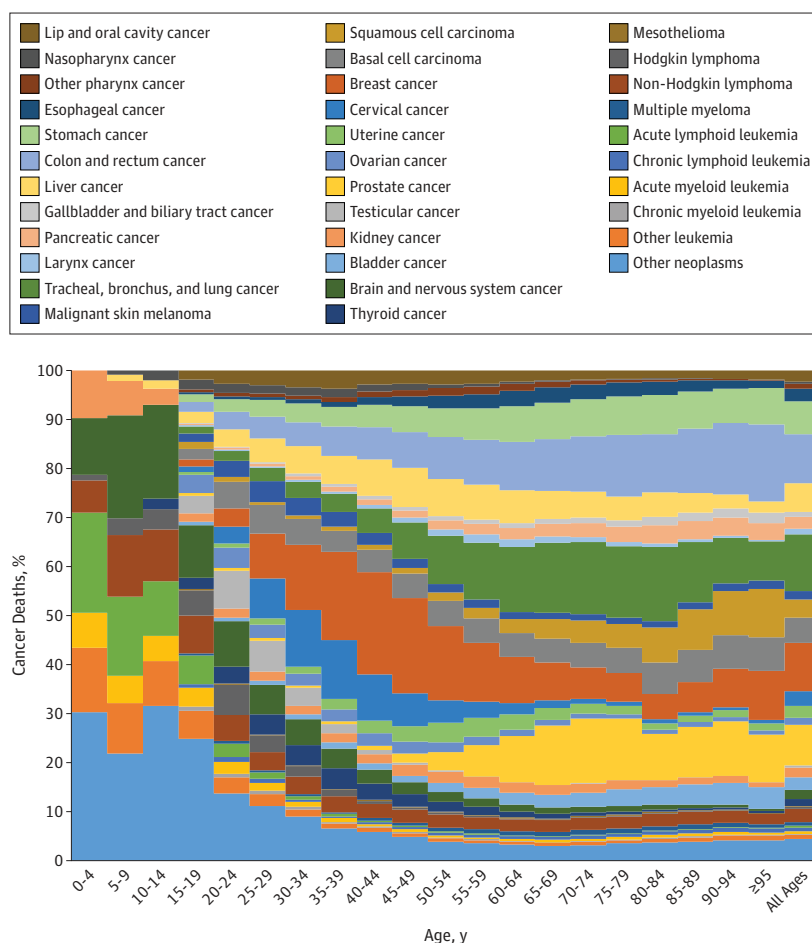 Lip and oral cavity cancer
Nasopharynx cancer
Other pharynx cancer
Esophageal cancer
Stomach cancer
Colon and rectum cancer
Liver cancer
Gallbladder and biliary tract cancer
Pancreatic cancer
Larynx cancer
Tracheal, bronchus, and lung cancer
Malignant skin melanoma
Squamous cell carcinoma
Basal cell carcinoma
Breast cancer
Cervical cancer
Uterine cancer
Ovarian cancer
Prostate cancer
Testicular cancer
Kidney cancer
Bladder cancer
Brain and nervous system cancer
Thyroid cancer
Mesothelioma
Hodgkin lymphoma
Non-Hodgkin lymphoma
Multiple myeloma
Acute lymphoid leukemia
Chronic lymphoid leukemia
Acute myeloid leukemia
Chronic myeloid leukemia
Other leukemia
Other neoplasms
Cancer Deaths, %
100
90
80
70
60
50
40
30
20
10
0
0-4
5-9
10-14
15-19
20-24
25-29
30-34
35-39
40-44
45-49
50-54
55-59
60-64
65-69
70-74
75-79
80-84
85-89
90-94
≥95
All Ages
Age, y